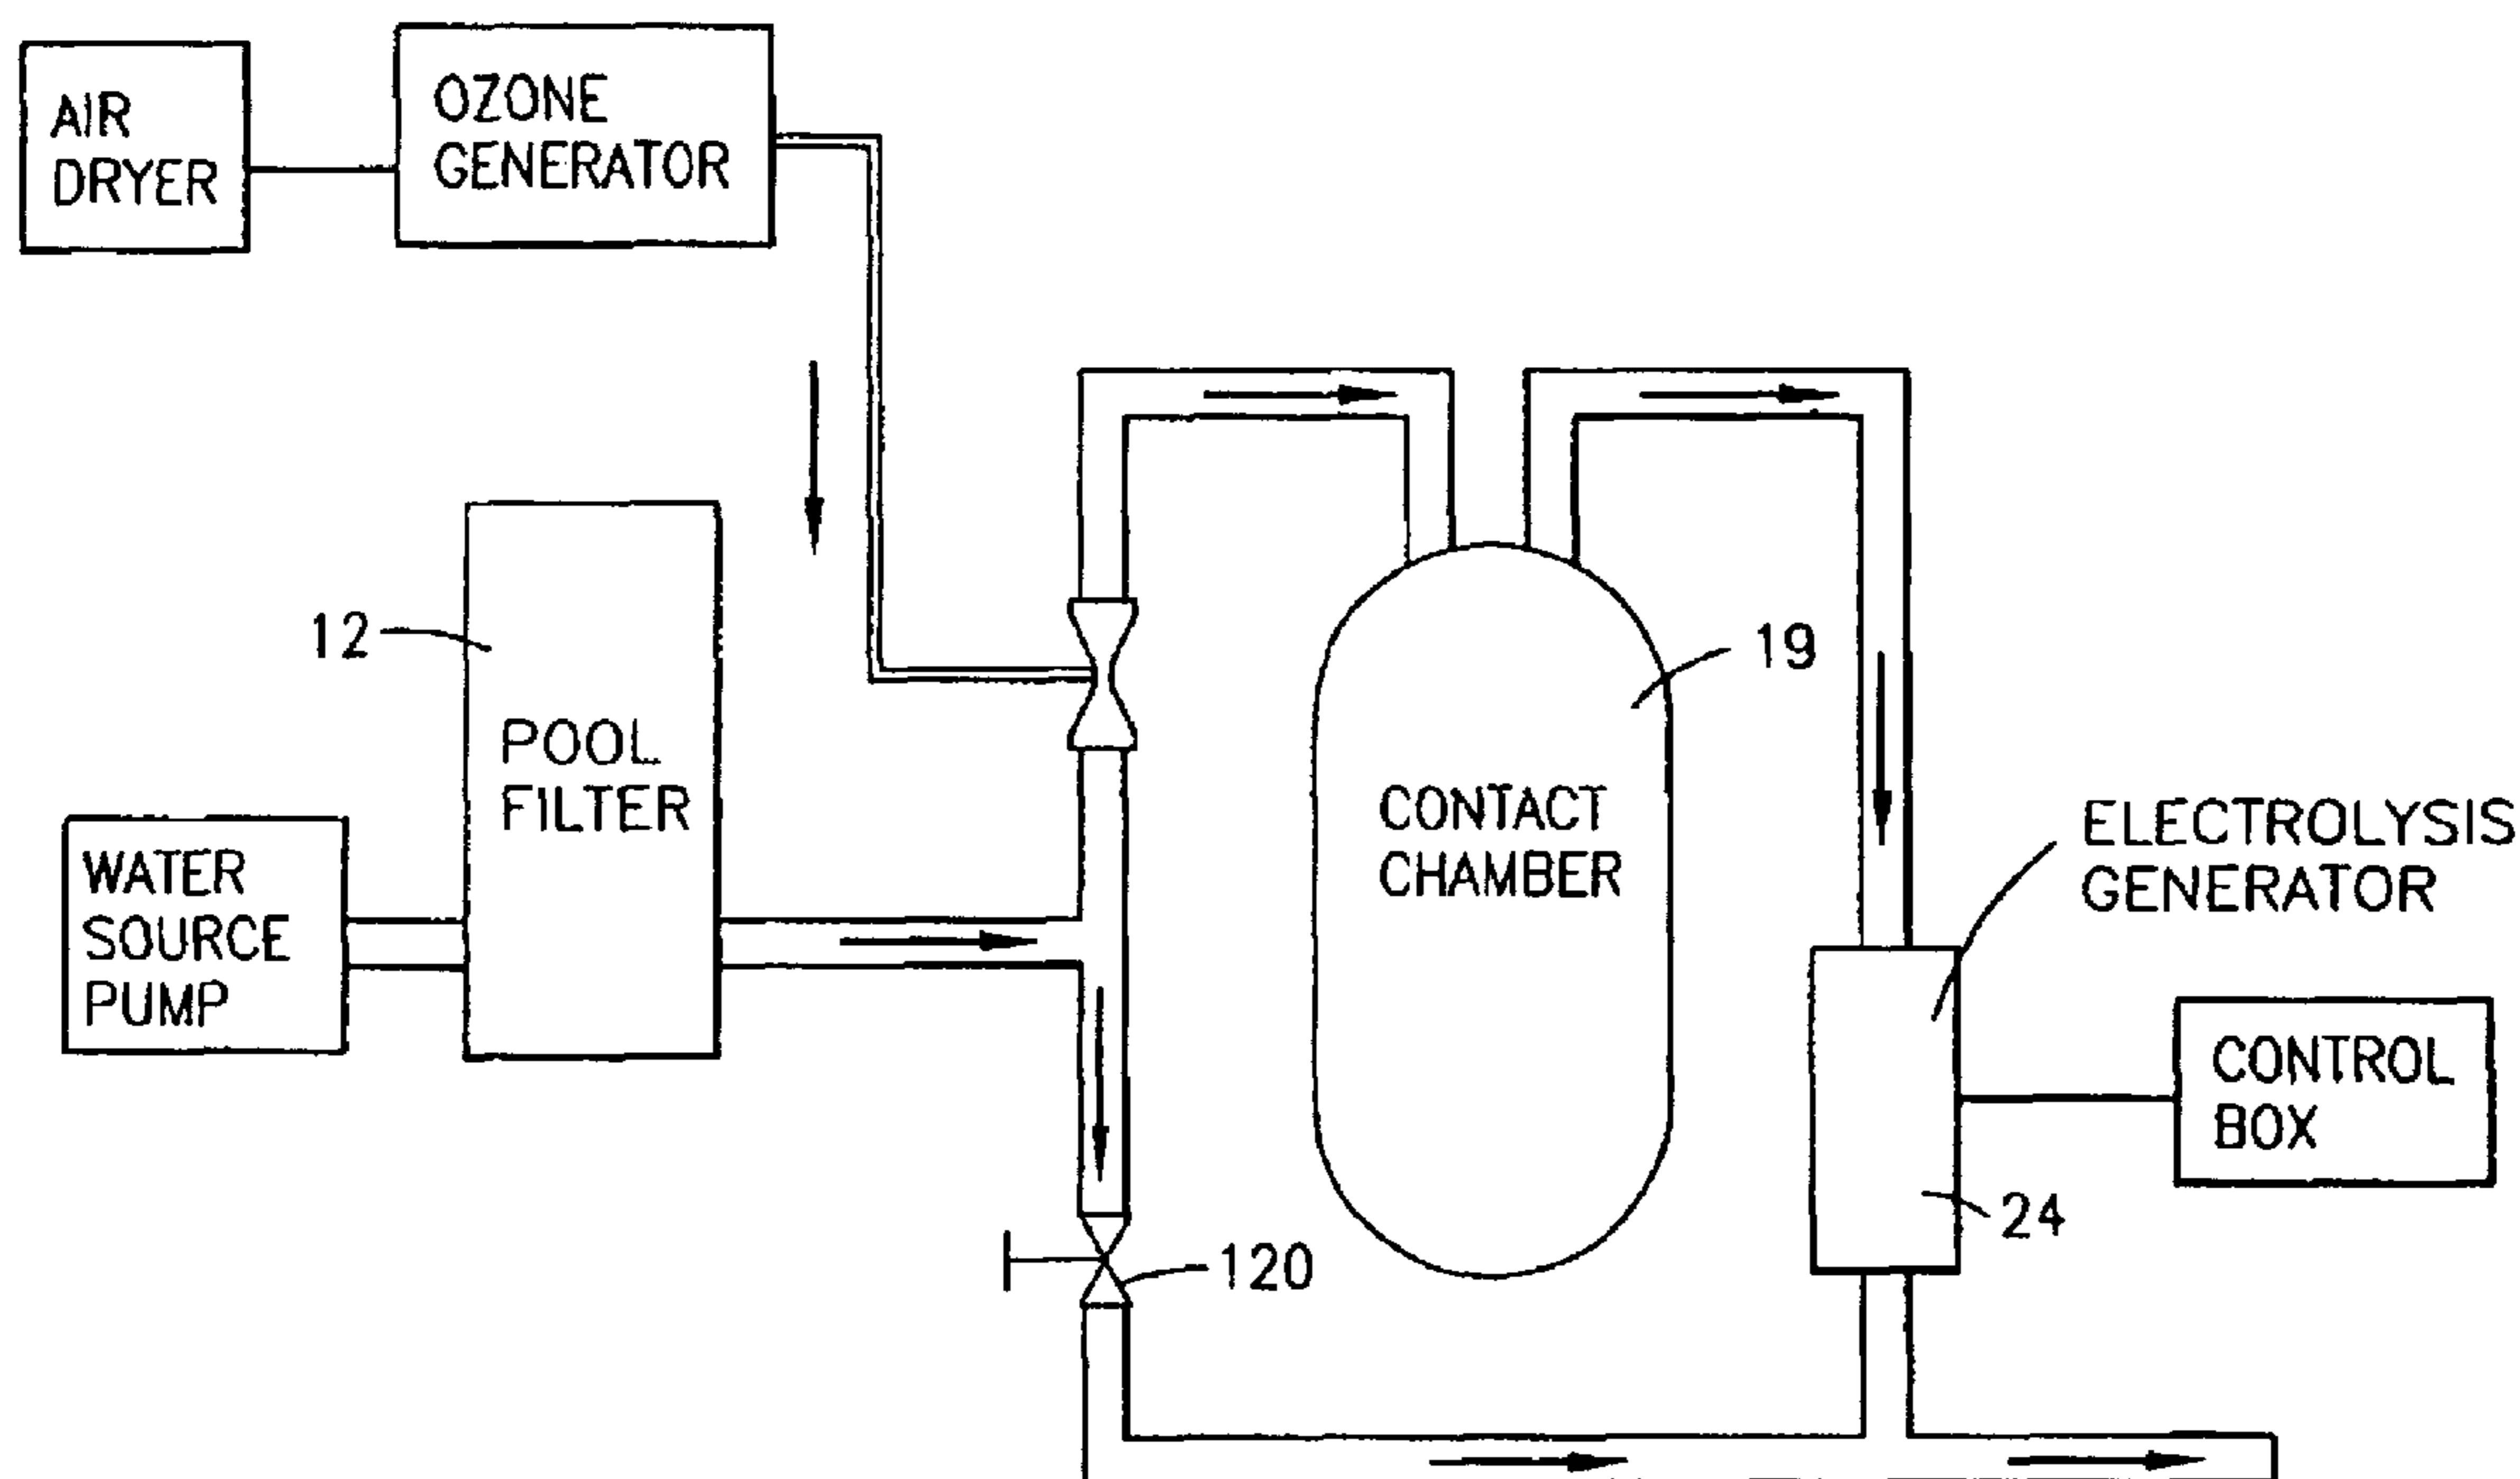 AIR
DRYER
OZONE
GENERATOR
12
POOL
FILTER
19
WATER
SOURCE
PUMP
CONTACT
CHAMBER
ELECTROLYSIS
GENERATOR
CONTROL
BOX
24
120